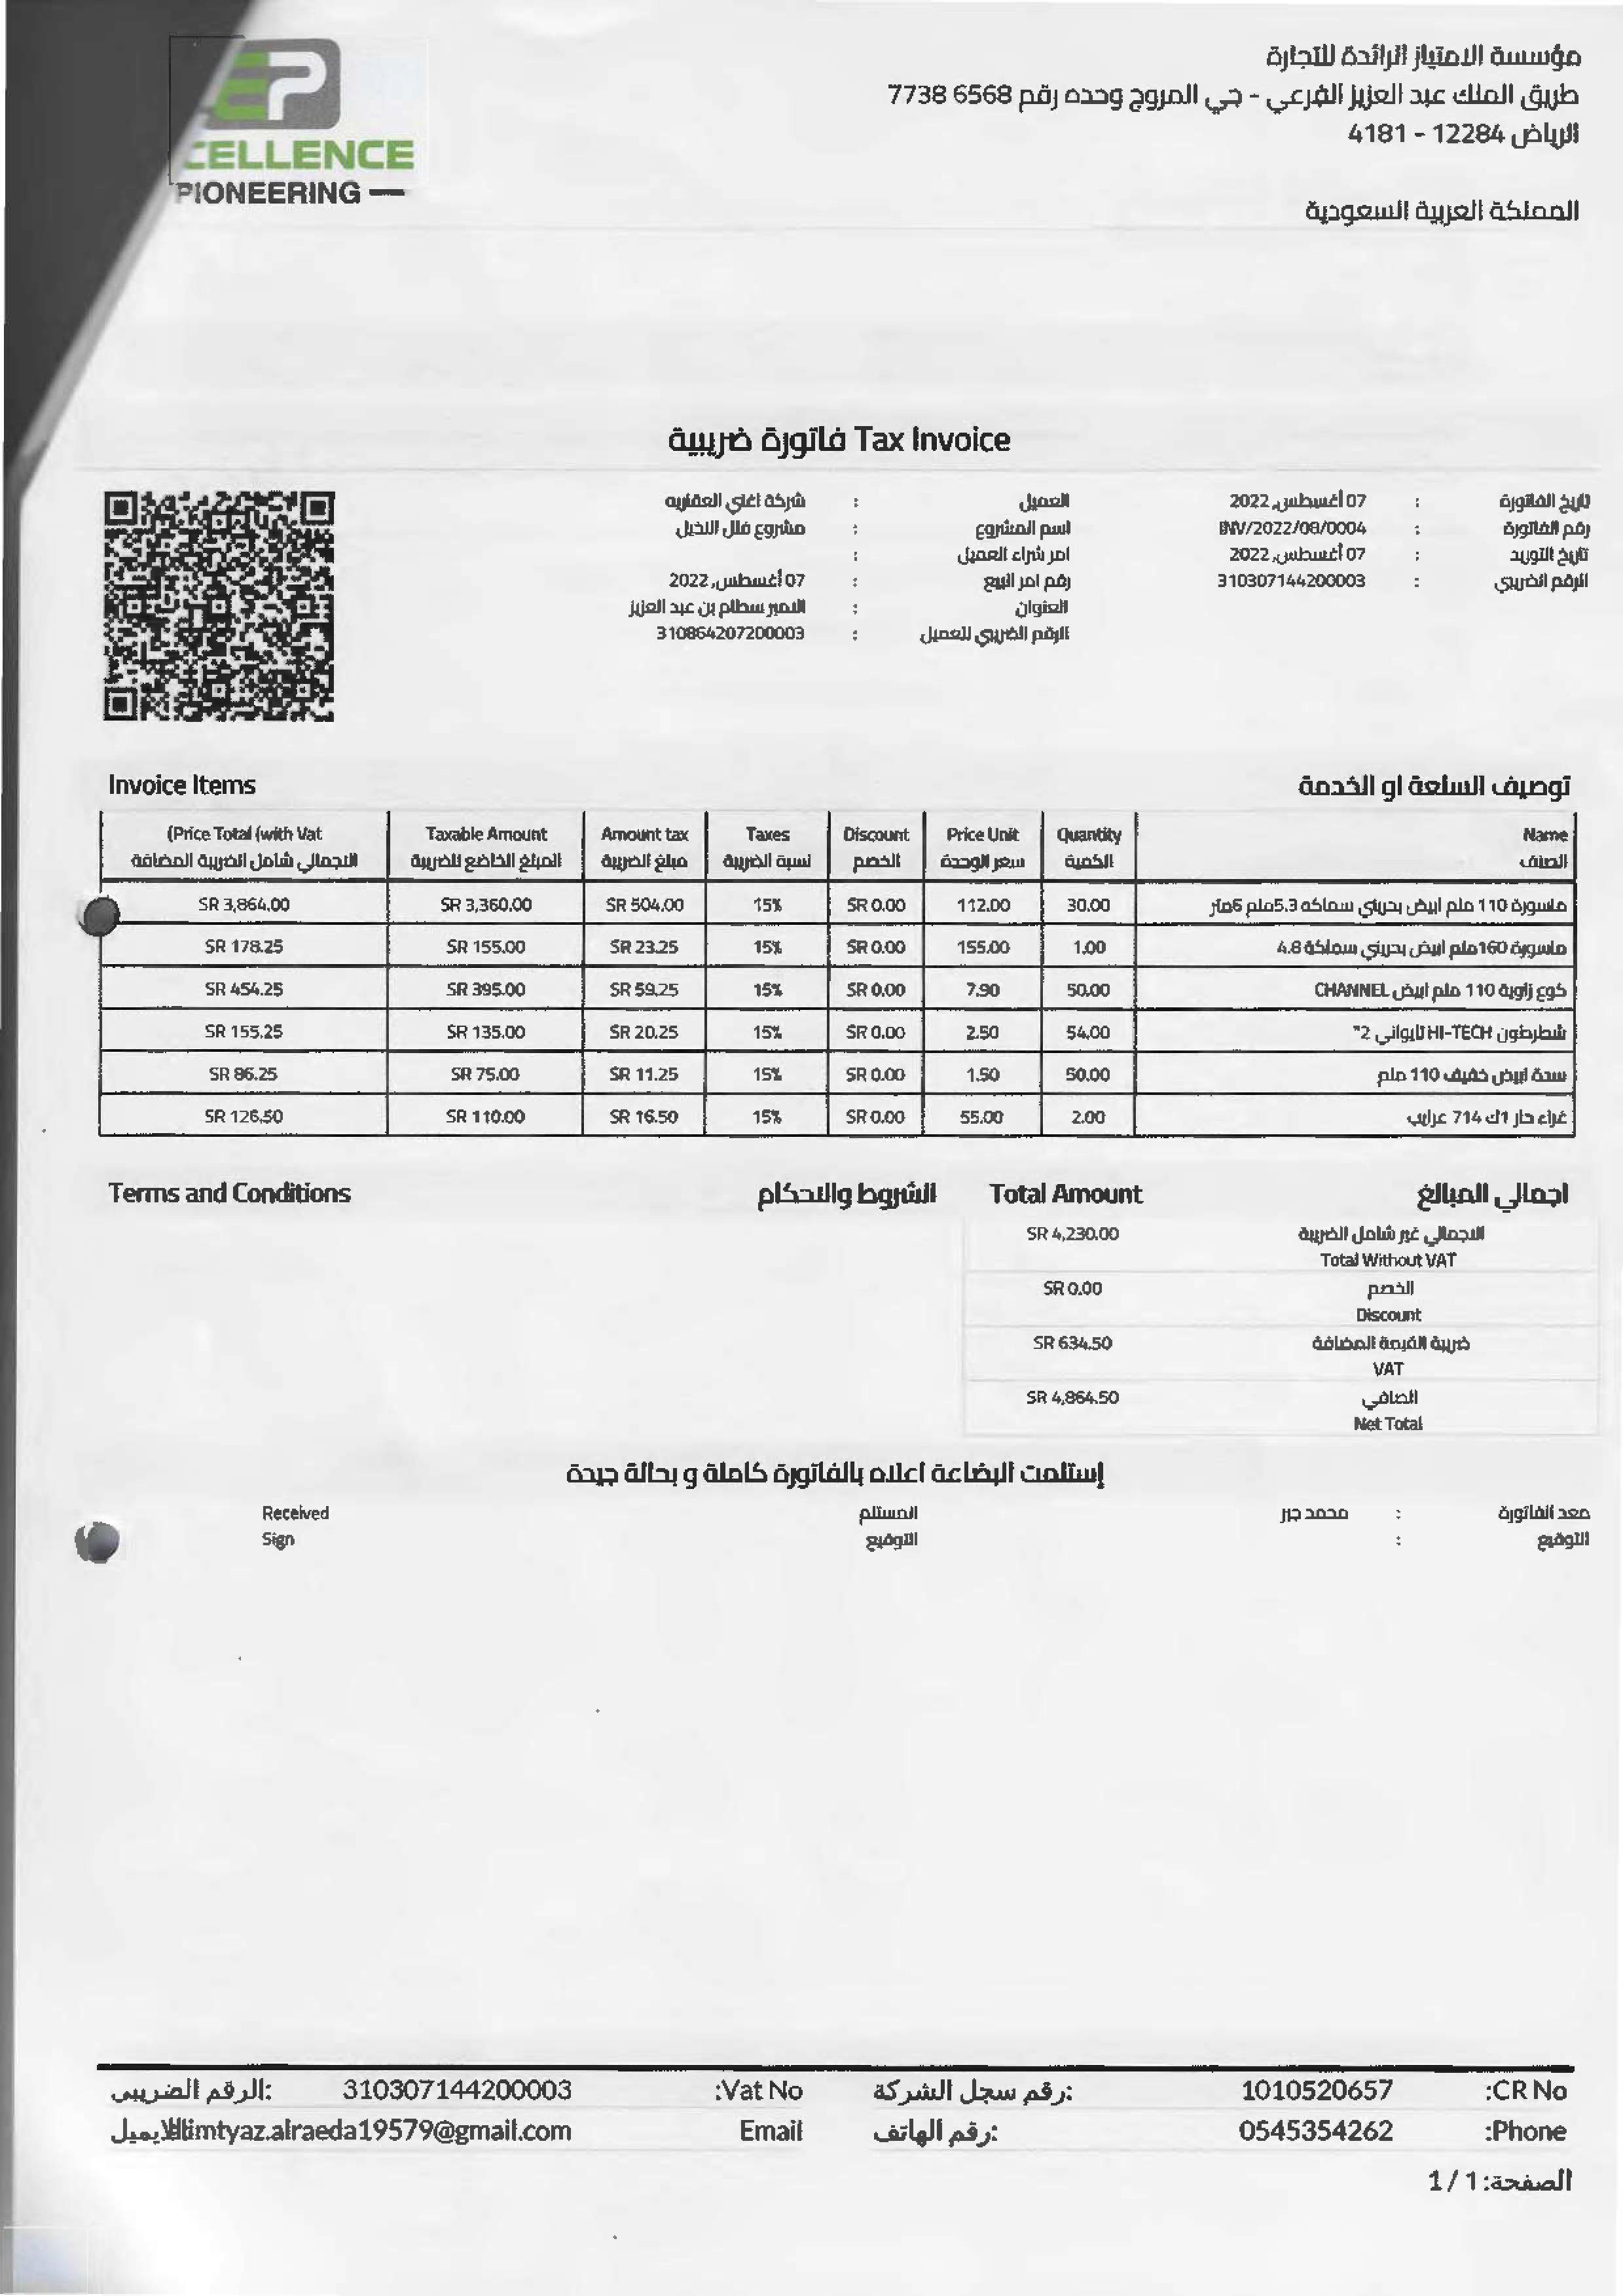 EP
CELLENCE
PIONEERING
مؤسسة الامتياز الرائدة للتجارة
طريق الملك عبد العزيز الفرعي - حي المروج وحده رقم 6568 7738
الرياض 12284 - 4181
المملكة العربية السعودية
فاتورة ضريبية Tax Invoice
تاريخ الفاتورة : 07 أغسطس, 2022
رقم الفاتورة : INV/2022/08/0004
تاريخ التوريد : 07 أغسطس, 2022
الرقم الضريبي : 310307144200003
العميل : شركة اغنى العقاريه
اسم المشروع : مشروع فلل النخيل
امر شراء العميل :
رقم امر البيع : 07 أغسطس, 2022
العنوان : الامير سطام بن عبد العزيز
الرقم الضريبي للعميل : 310864207200003
توصيف السلعة او الخدمة Invoice Items
Name Quantity Price Unit Discount Taxes Amount tax Taxable Amount (Price Total (with Vat
الصنف الكمية سعر الوحدة الخصم نسبة الضريبة مبلغ الضريبة المبلغ الخاضع للضريبة الاجمالي شامل الضريبة المضافة
ماسورة 110 ملم ابيض بحريني سماكه 5.3ملم 6متر 30.00 112.00 SR 0.00 15% SR 504.00 SR 3,360.00 SR 3,864.00
ماسورة 160ملم ابيض بحريني سماكة 4.8 1.00 155.00 SR 0.00 15% SR 23.25 SR 155.00 SR 178.25
كوع زاوية 110 ملم ابيض CHANNEL 50.00 7.90 SR 0.00 15% SR 59.25 SR 395.00 SR 454.25
شطرطون HI-TECH تايواني 2" 54.00 2.50 SR 0.00 15% SR 20.25 SR 135.00 SR 155.25
سدة ابيض خفيف 110 ملم 50.00 1.50 SR 0.00 15% SR 11.25 SR 75.00 SR 86.25
غراء حار 1ك 714 عرايب 2.00 55.00 SR 0.00 15% SR 16.50 SR 110.00 SR 126.50
اجمالي المبالغ Total Amount
الاجمالي غير شامل الضريبة SR 4,230.00
Total Without VAT
الخصم SR 0.00
Discount
ضريبة القيمة المضافة SR 634.50
VAT
الصافي SR 4,864.50
Net Total
الشروط والاحكام Terms and Conditions
إستلمت البضاعة اعلاه بالفاتورة كاملة و بحالة جيدة
معد الفاتورة : محمد جبر المستلم Received
التوقيع : التوقيع Sign
:CR No 1010520657 :رقم سجل الشركة :Vat No 310307144200003 :الرقم الضريبى
:Phone 0545354262 :رقم الهاتف Email alimtyaz.alraeda19579@gmail.com الايميل
الصفحة: 1 / 1